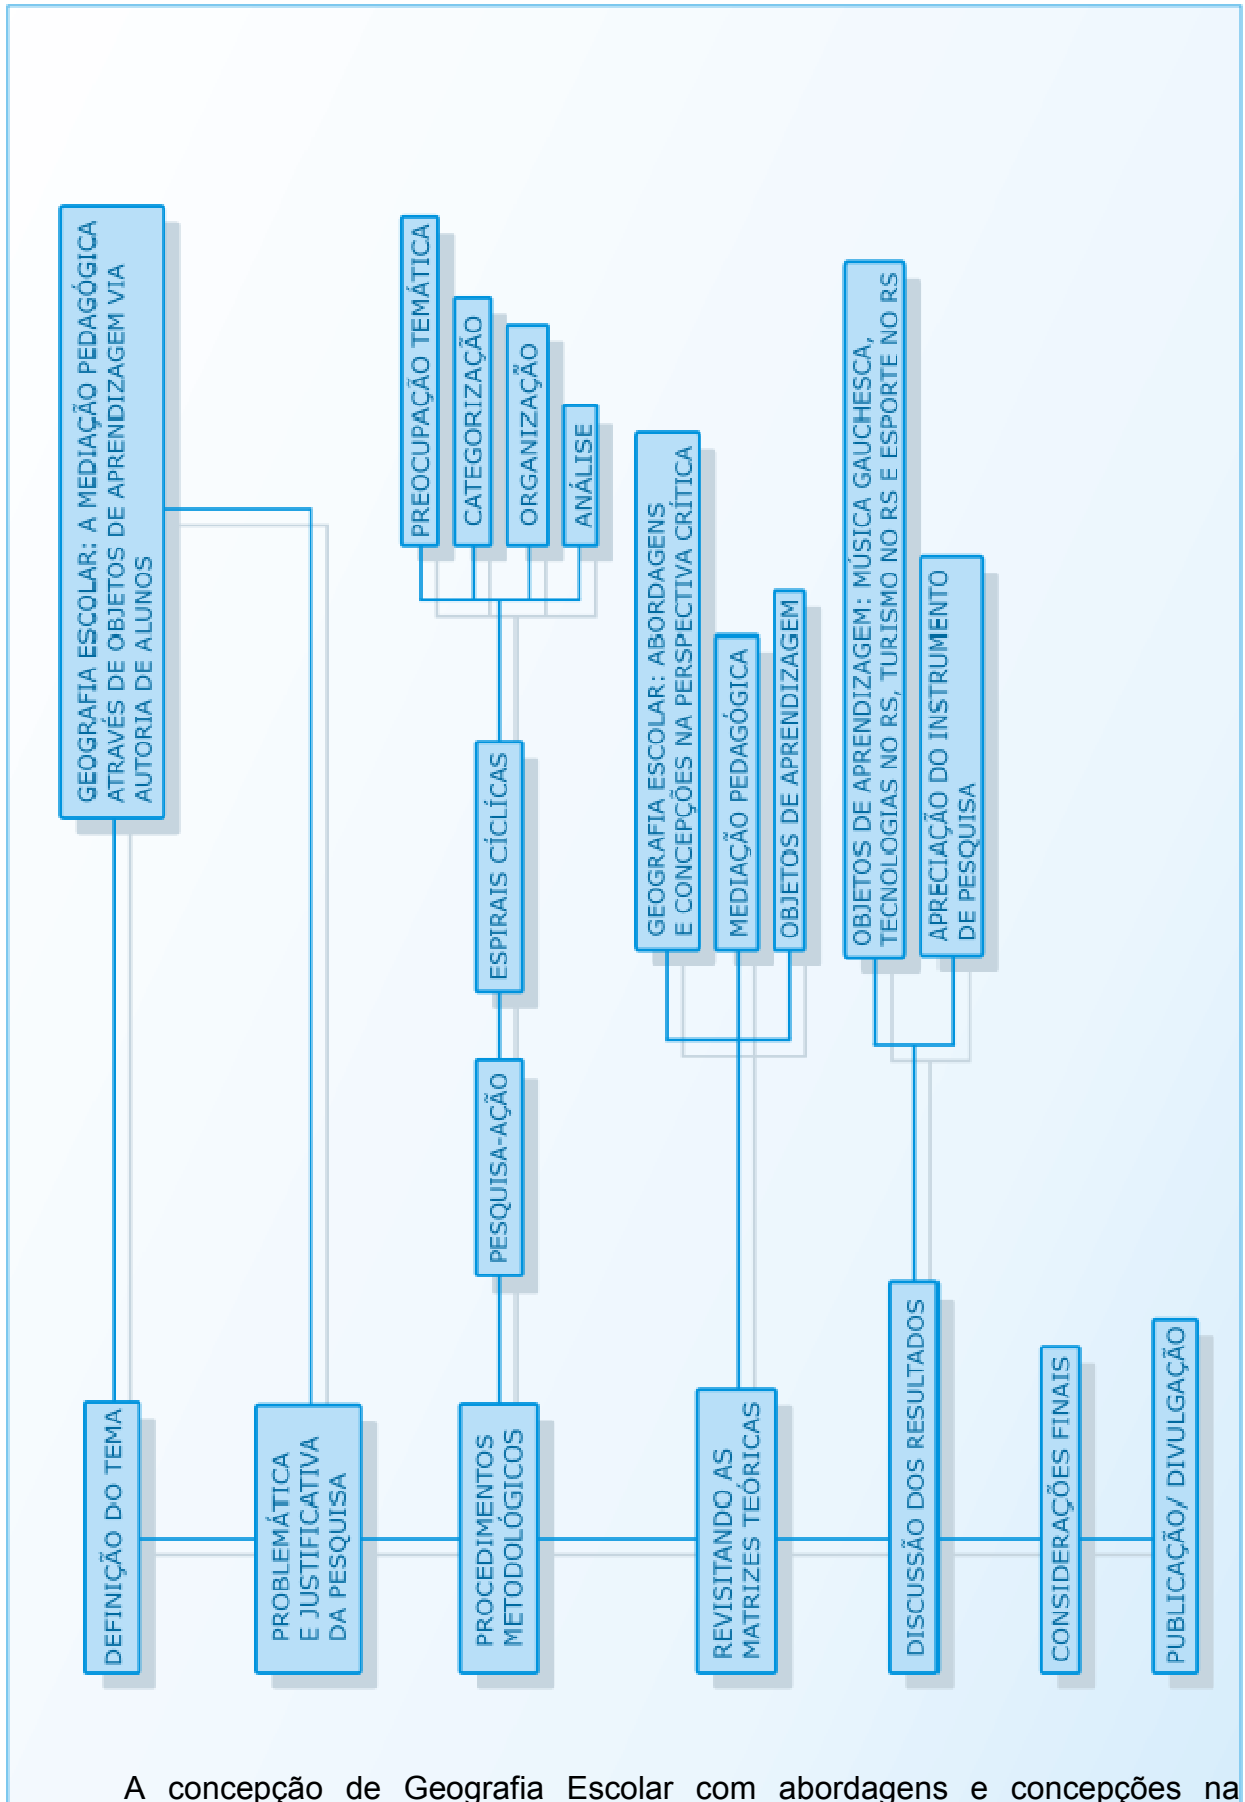 DEFINIÇÃO DO TEMA
GEOGRAFIA ESCOLAR: A MEDIAÇÃO PEDAGÓGICA
ATRAVÉS DE OBJETOS DE APRENDIZAGEM VIA
AUTORIA DE ALUNOS
PROBLEMÁTICA
E JUSTIFICATIVA
DA PESQUISA
PROCEDIMENTOS
METODOLÓGICOS
PESQUISA-AÇÃO
ESPIRAIS CÍCLÍCAS
PREOCUPAÇÃO TEMÁTICA
CATEGORIZAÇÃO
ORGANIZAÇÃO
ANÁLISE
REVISITANDO AS
MATRIZES TEÓRICAS
GEOGRAFIA ESCOLAR: ABORDAGENS
E CONCEPÇÕES NA PERSPECTIVA CRÍTICA
MEDIAÇÃO PEDAGÓGICA
OBJETOS DE APRENDIZAGEM
DISCUSSÃO DOS RESULTADOS
OBJETOS DE APRENDIZAGEM: MÚSICA GAUCHESCA,
TECNOLOGIAS NO RS, TURISMO NO RS E ESPORTE NO RS
APRECIAÇÃO DO INSTRUMENTO
DE PESQUISA
CONSIDERAÇÕES FINAIS
PUBLICAÇÃO/ DIVULGAÇÃO
A concepção de Geografia Escolar com abordagens e concepções na